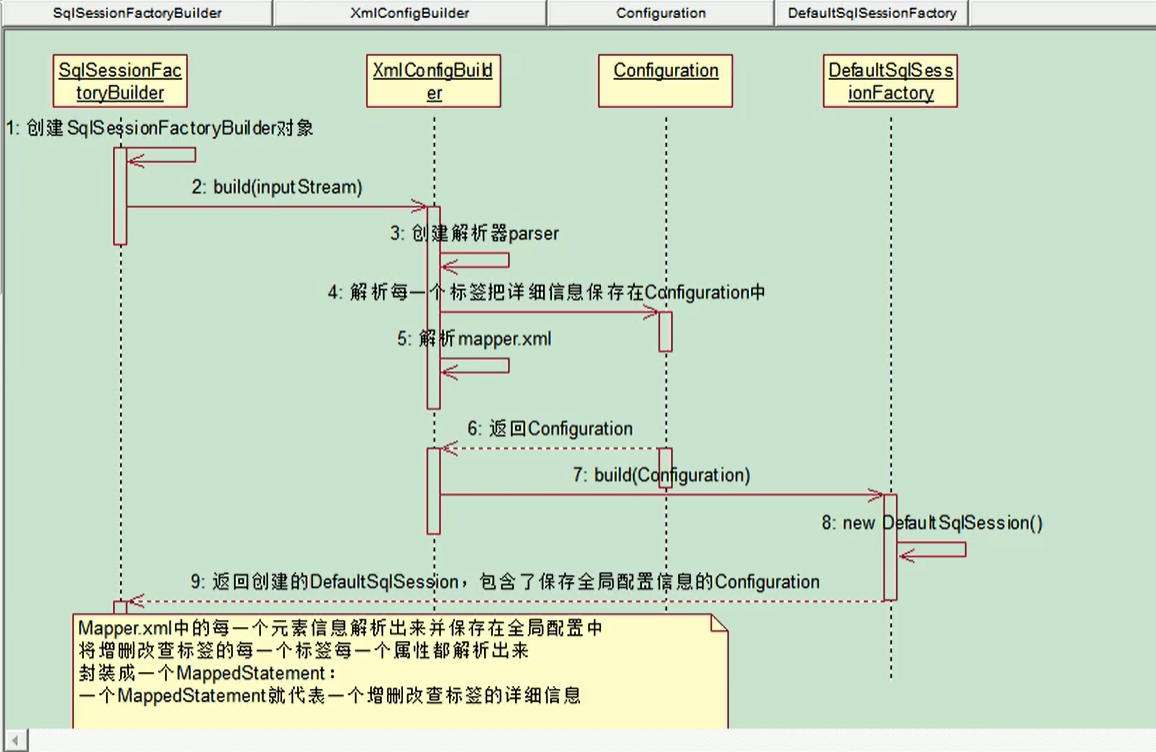 SqlSessionFactoryBuilder XmlConfigBuilder Configuration DefaultSqlSessionFactory
SqlSessionFac
toryBuilder
XmlConfigBuild
er
Configuration
DefaultSqlSess
ionFactory
1: 创建SqlSessionFactoryBuilder对象
2: build(inputStream)
3: 创建解析器parser
4: 解析每一个标签把详细信息保存在Configuration中
5: 解析mapper.xml
6: 返回Configuration
7: build(Configuration)
8: new DefaultSqlSession()
9: 返回创建的DefaultSqlSession，包含了保存全局配置信息的Configuration
Mapper.xml中的每一个元素信息解析出来并保存在全局配置中
将增删改查标签的每一个标签每一个属性都解析出来
封装成一个MappedStatement：
一个MappedStatement就代表一个增删改查标签的详细信息